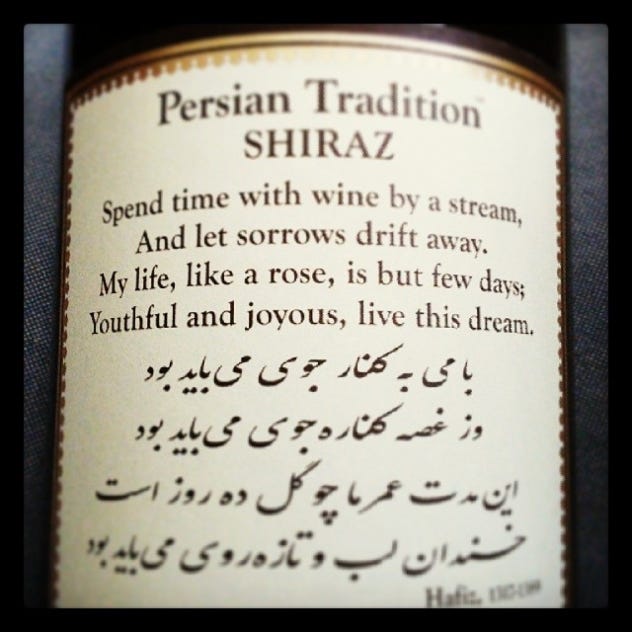 Persian Tradition™
SHIRAZ
Spend time with wine by a stream,
And let sorrows drift away.
My life, like a rose, is but few days;
Youthful and joyous, live this dream.
با می به کنار جوی می باید بود
وز غصه کناره جوی می باید بود
این مدت عمر ما چو گل ده روز است
خندان لب و تازه روی می باید بود
Hafiz,